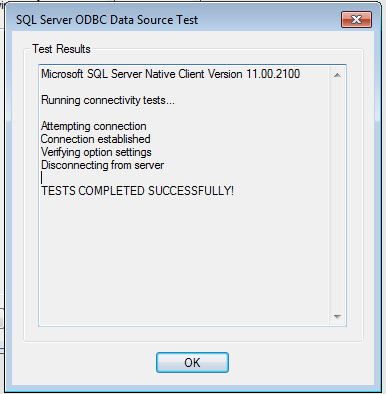 SQL Server ODBC Data Source Test
Test Results
Microsoft SQL Server Native Client Version 11.00.2100
Running connectivity tests...
Attempting connection
Connection established
Verifying option settings
Disconnecting from server
TESTS COMPLETED SUCCESSFULLY!
OK